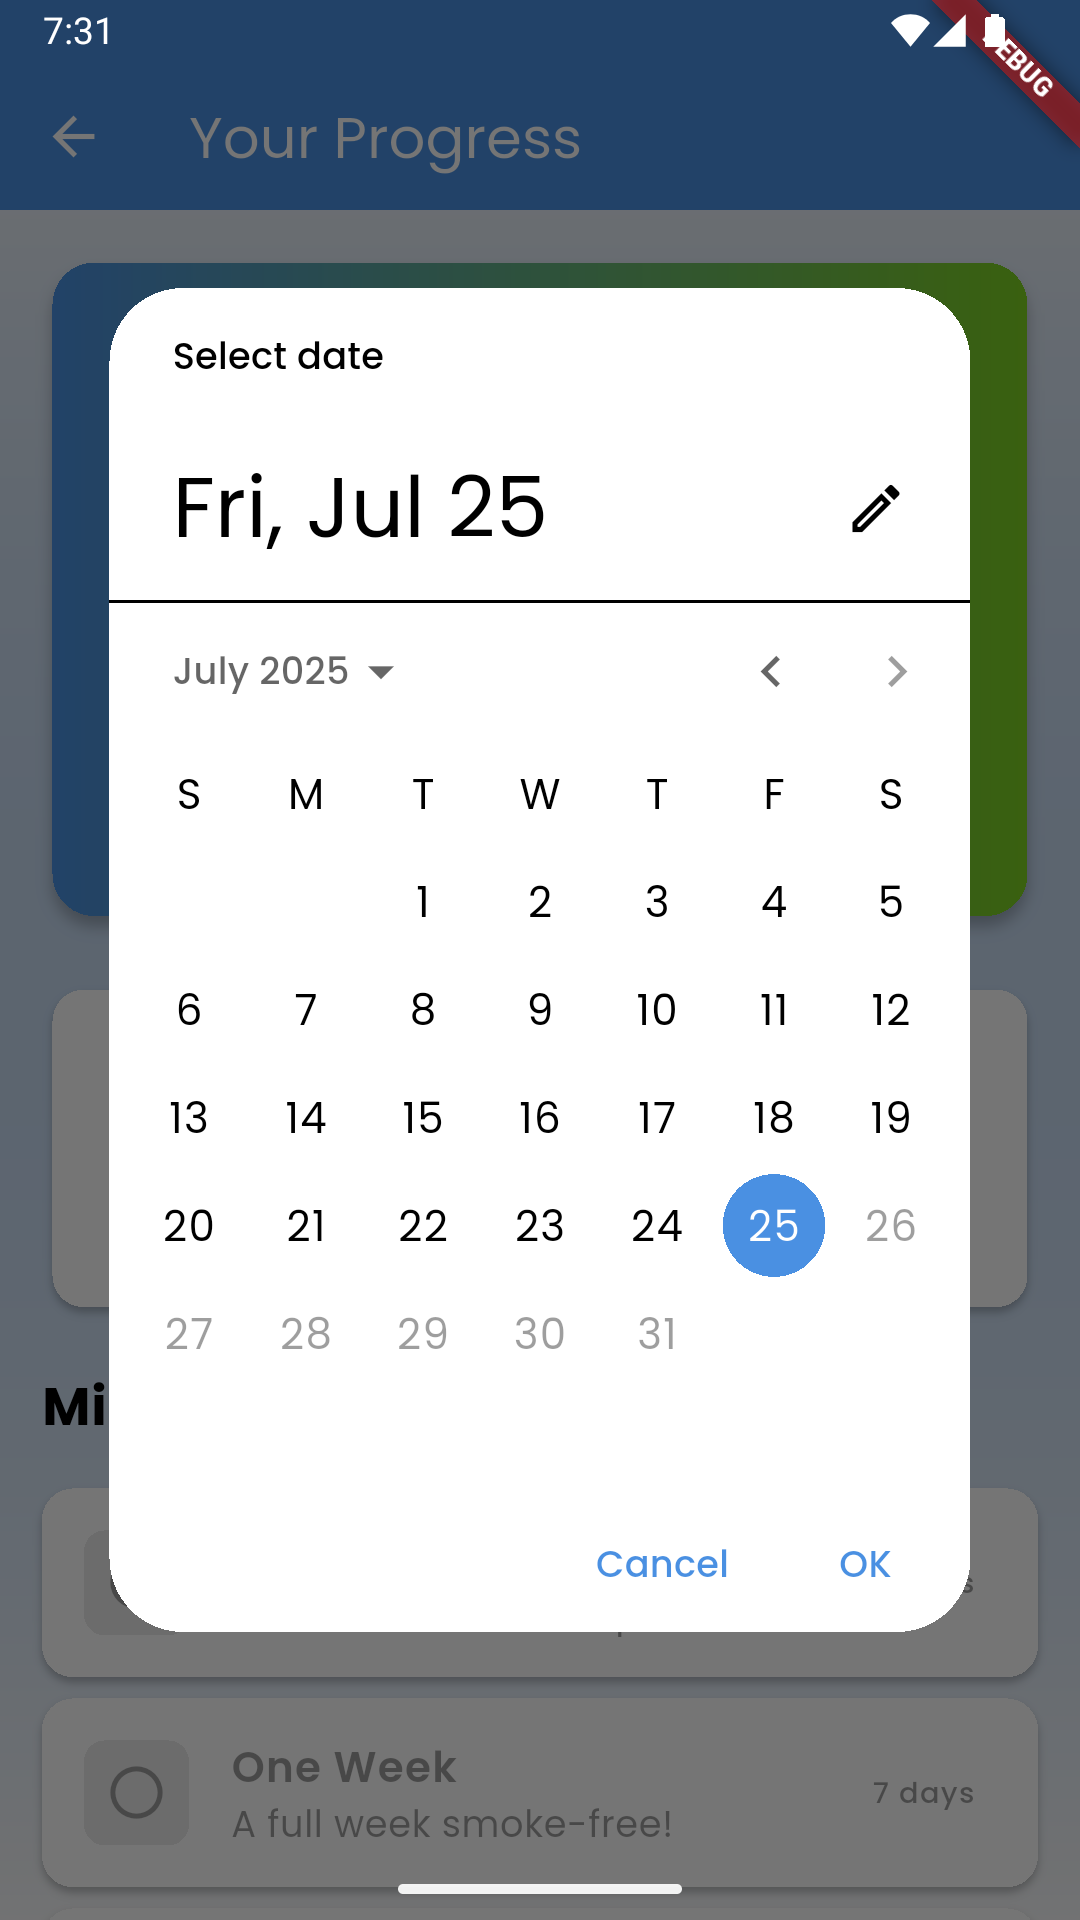 7:31
EBUG
Your Progress
Select date
Fri, Jul 25
July 2025
S M T W T F S
1 2 3 4 5
6 7 8 9 10 11 12
13 14 15 16 17 18 19
20 21 22 23 24 25 26
27 28 29 30 31
Mi
Cancel OK
s
One Week
7 days
A full week smoke-free!